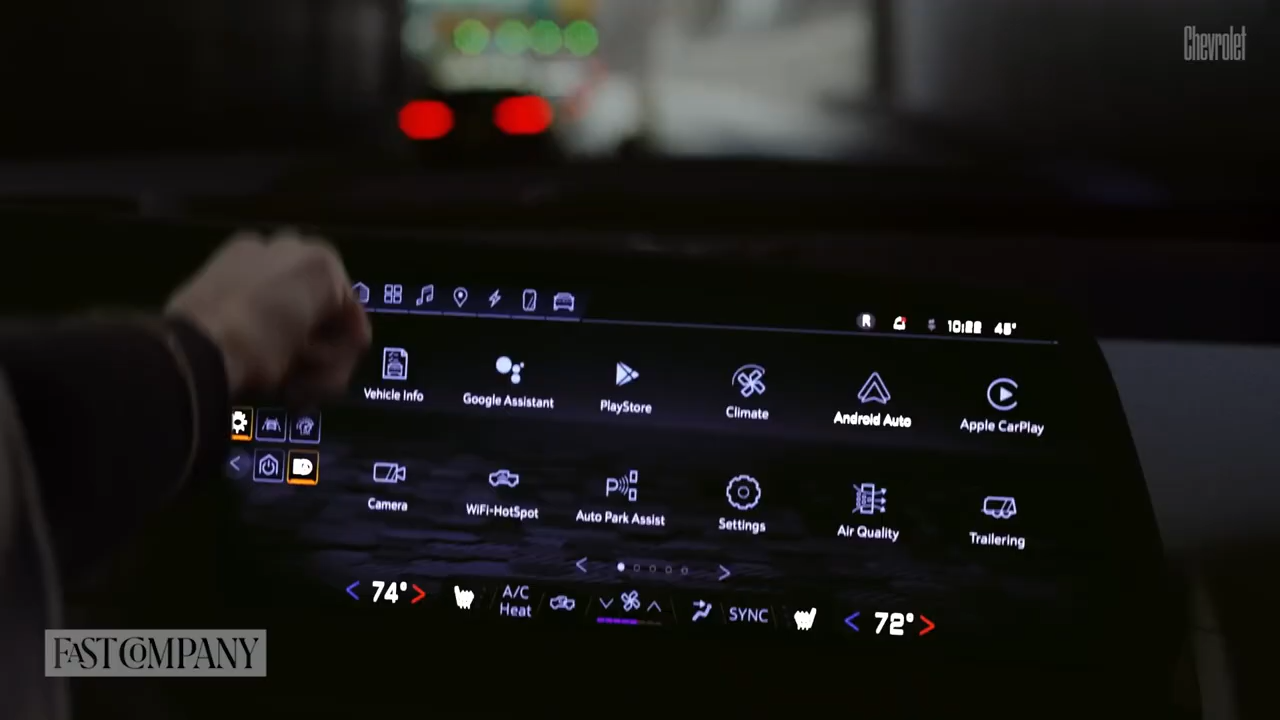 Chevrolet
R
10:22 45°
Vehicle Info
Google Assistant
PlayStore
Climate
Android Auto
Apple CarPlay
Camera
WiFi-HotSpot
Auto Park Assist
Settings
Air Quality
Trailering
< >
< 74° >
A/C
Heat
SYNC
< 72° >
FAST COMPANY